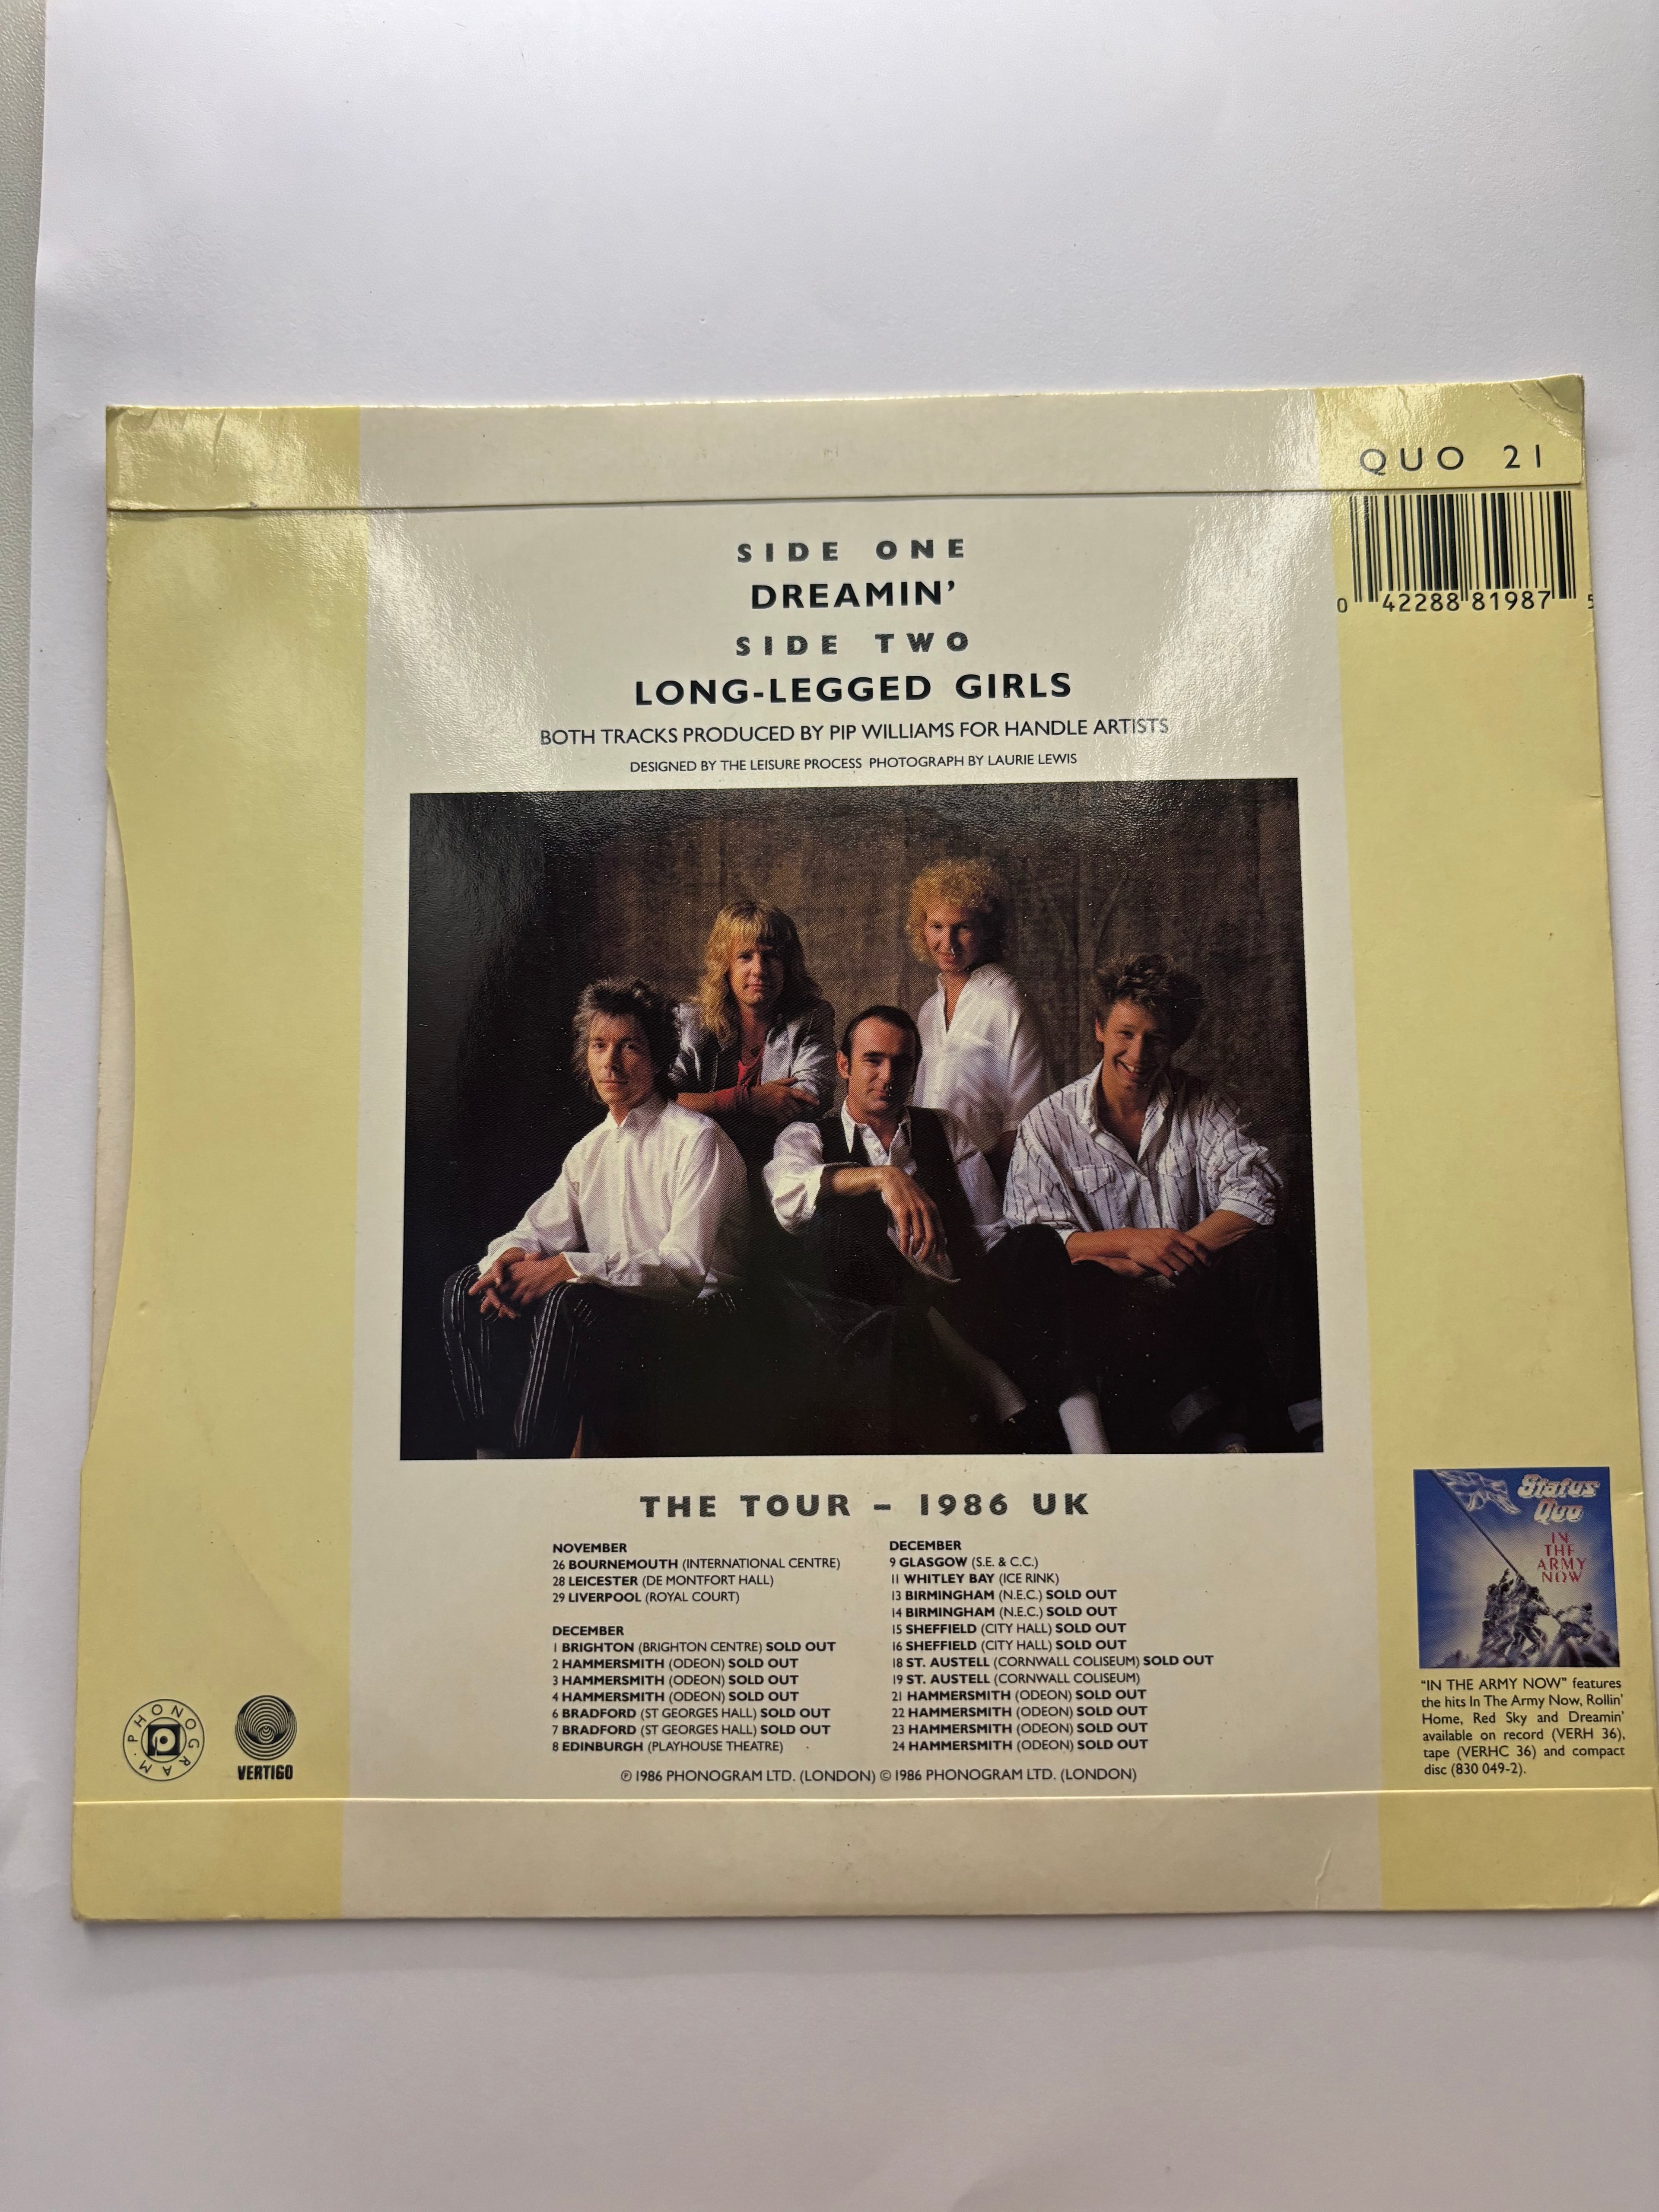 QUO 21
0 42288 81987 5
SIDE ONE
DREAMIN'
SIDE TWO
LONG-LEGGED GIRLS
BOTH TRACKS PRODUCED BY PIP WILLIAMS FOR HANDLE ARTISTS
DESIGNED BY THE LEISURE PROCESS PHOTOGRAPH BY LAURIE LEWIS
THE TOUR – 1986 UK
NOVEMBER
26 BOURNEMOUTH (INTERNATIONAL CENTRE)
28 LEICESTER (DE MONTFORT HALL)
29 LIVERPOOL (ROYAL COURT)
DECEMBER
1 BRIGHTON (BRIGHTON CENTRE) SOLD OUT
2 HAMMERSMITH (ODEON) SOLD OUT
3 HAMMERSMITH (ODEON) SOLD OUT
4 HAMMERSMITH (ODEON) SOLD OUT
6 BRADFORD (ST GEORGES HALL) SOLD OUT
7 BRADFORD (ST GEORGES HALL) SOLD OUT
8 EDINBURGH (PLAYHOUSE THEATRE)
DECEMBER
9 GLASGOW (S.E. & C.C.)
11 WHITLEY BAY (ICE RINK)
13 BIRMINGHAM (N.E.C.) SOLD OUT
14 BIRMINGHAM (N.E.C.) SOLD OUT
15 SHEFFIELD (CITY HALL) SOLD OUT
16 SHEFFIELD (CITY HALL) SOLD OUT
18 ST. AUSTELL (CORNWALL COLISEUM) SOLD OUT
19 ST. AUSTELL (CORNWALL COLISEUM)
21 HAMMERSMITH (ODEON) SOLD OUT
22 HAMMERSMITH (ODEON) SOLD OUT
23 HAMMERSMITH (ODEON) SOLD OUT
24 HAMMERSMITH (ODEON) SOLD OUT
℗ 1986 PHONOGRAM LTD. (LONDON) © 1986 PHONOGRAM LTD. (LONDON)
PHONOGRAM
P
VERTIGO
Status
Quo
IN
THE
ARMY
NOW
"IN THE ARMY NOW" features
the hits In The Army Now, Rollin'
Home, Red Sky and Dreamin'
available on record (VERH 36),
tape (VERHC 36) and compact
disc (830 049-2).